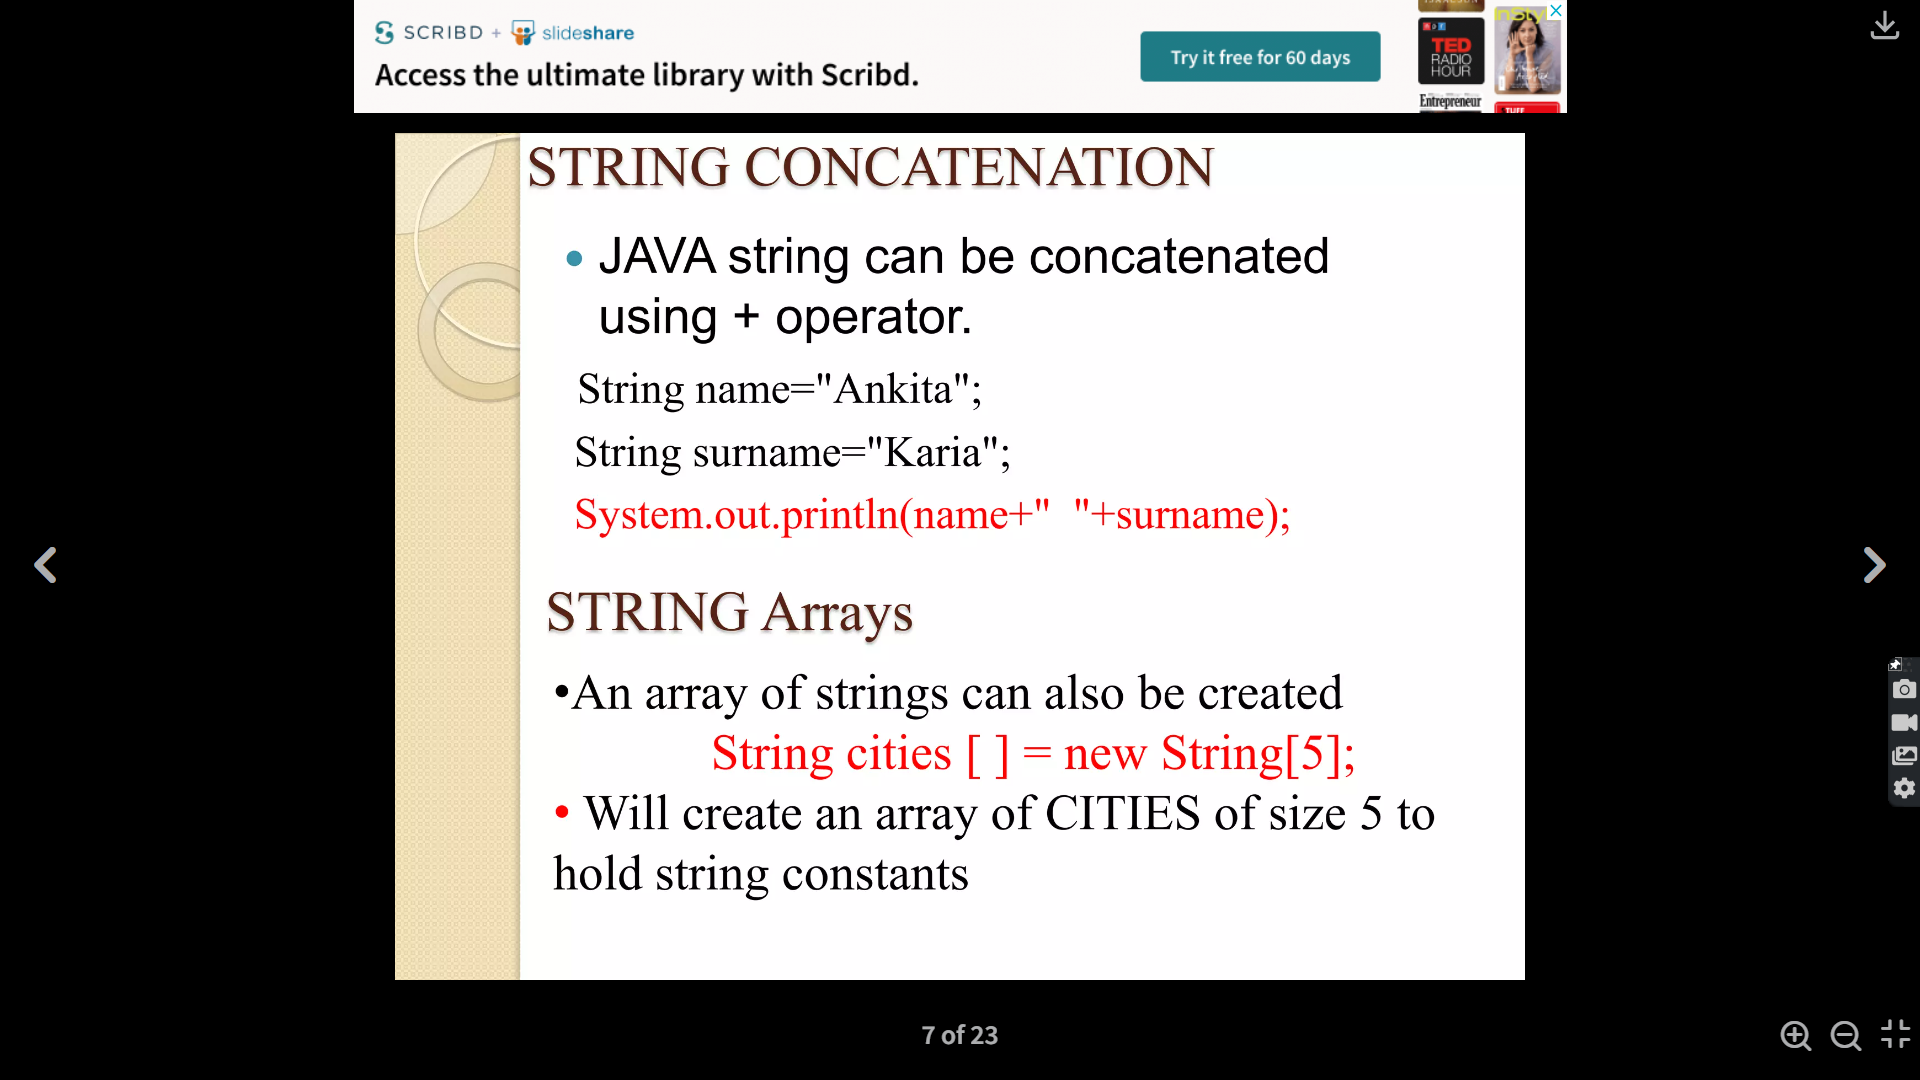 SCRIBD + slideshare
Access the ultimate library with Scribd.
Try it free for 60 days
TED
RADIO
HOUR
InStyle
Entrepreneur
STRING CONCATENATION
• JAVA string can be concatenated
using + operator.
String name="Ankita";
String surname="Karia";
System.out.println(name+"  "+surname);
STRING Arrays
•An array of strings can also be created
String cities [ ] = new String[5];
• Will create an array of CITIES of size 5 to
hold string constants
7 of 23